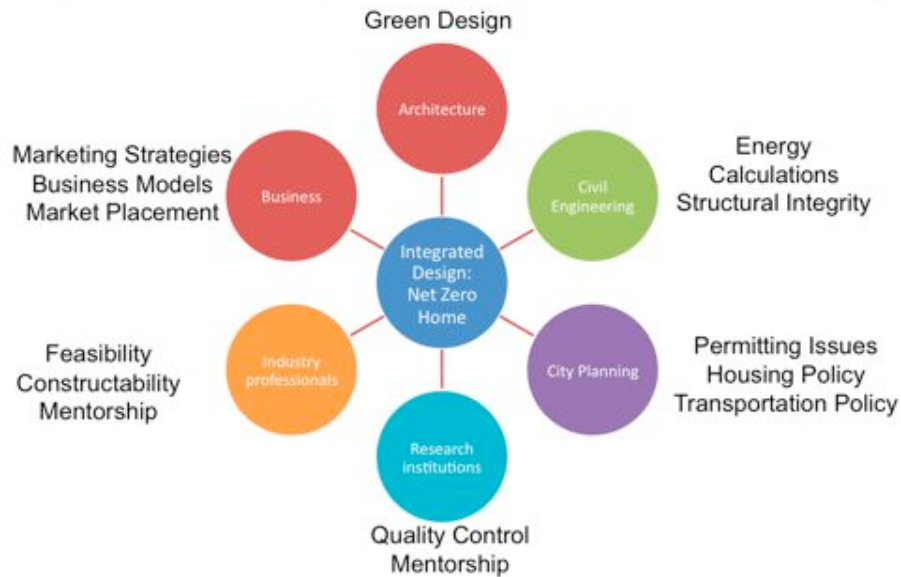 Green Design
Architecture
Marketing Strategies
Business Models
Market Placement
Business
Civil
Engineering
Energy
Calculations
Structural Integrity
Integrated
Design:
Net Zero
Home
Feasibility
Constructability
Mentorship
Industry
professionals
City Planning
Permitting Issues
Housing Policy
Transportation Policy
Research
institutions
Quality Control
Mentorship